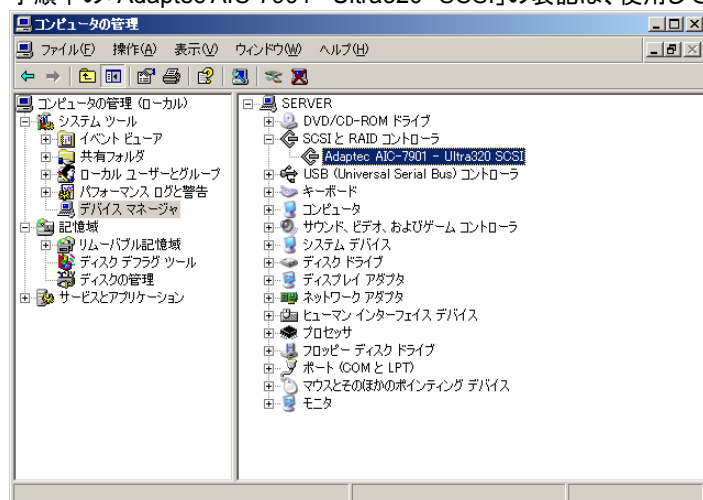 手順中の「Adaptec AIC-7901 - Ultra320 SCSI」の表記は、使用して
コンピュータの管理
ファイル(F) 操作(A) 表示(V) ウィンドウ(W) ヘルプ(H)
コンピュータの管理 (ローカル)
システム ツール
イベント ビューア
共有フォルダ
ローカル ユーザーとグループ
パフォーマンス ログと警告
デバイス マネージャ
記憶域
リムーバブル記憶域
ディスク デフラグ ツール
ディスクの管理
サービスとアプリケーション
SERVER
DVD/CD-ROM ドライブ
SCSI と RAID コントローラ
Adaptec AIC-7901 - Ultra320 SCSI
USB (Universal Serial Bus) コントローラ
キーボード
コンピュータ
サウンド、ビデオ、およびゲーム コントローラ
システム デバイス
ディスク ドライブ
ディスプレイ アダプタ
ネットワーク アダプタ
ヒューマン インターフェイス デバイス
プロセッサ
フロッピー ディスク ドライブ
ポート (COM と LPT)
マウスとそのほかのポインティング デバイス
モニタ